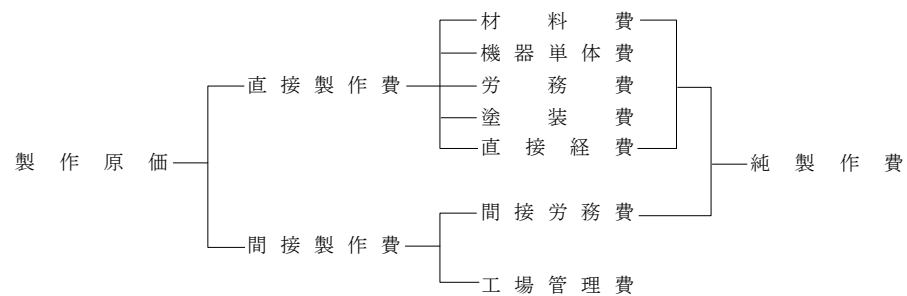 材料費
機器単体費
直接製作費
労務費
塗装費
直接経費
製作原価
純製作費
間接労務費
間接製作費
工場管理費